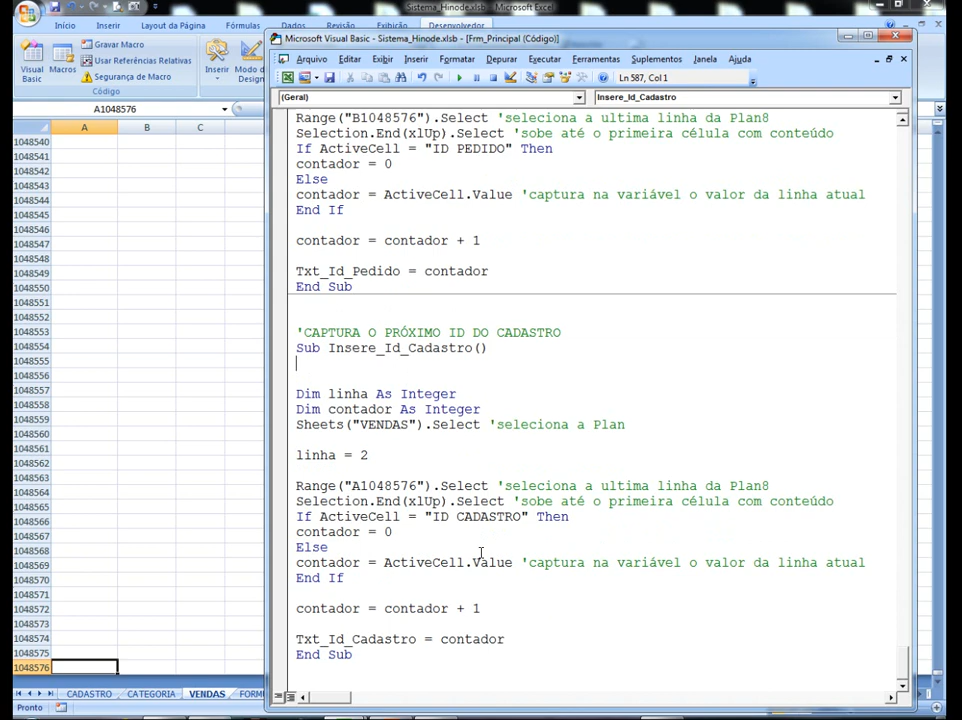 Sistema_Hinode.xlsb - Microsoft Excel
Início Inserir Layout da Página Fórmulas Dados Revisão Exibição Desenvolvedor
Visual Basic
Macros
Gravar Macro
Usar Referências Relativas
Segurança de Macro
Inserir
Modo de Design
A1048576
A B C
Microsoft Visual Basic - Sistema_Hinode.xlsb - [Frm_Principal (Código)]
Arquivo Editar Exibir Inserir Formatar Depurar Executar Ferramentas Suplementos Janela Ajuda
Ln 587, Col 1
(Geral) Insere_Id_Cadastro
Range("B1048576").Select 'seleciona a ultima linha da Plan8
Selection.End(xlUp).Select 'sobe até o primeira célula com conteúdo
If ActiveCell = "ID PEDIDO" Then
contador = 0
Else
contador = ActiveCell.Value 'captura na variável o valor da linha atual
End If
contador = contador + 1
Txt_Id_Pedido = contador
End Sub
'CAPTURA O PRÓXIMO ID DO CADASTRO
Sub Insere_Id_Cadastro()
Dim linha As Integer
Dim contador As Integer
Sheets("VENDAS").Select 'seleciona a Plan
linha = 2
Range("A1048576").Select 'seleciona a ultima linha da Plan8
Selection.End(xlUp).Select 'sobe até o primeira célula com conteúdo
If ActiveCell = "ID CADASTRO" Then
contador = 0
Else
contador = ActiveCell.Value 'captura na variável o valor da linha atual
End If
contador = contador + 1
Txt_Id_Cadastro = contador
End Sub
1048540
1048541
1048542
1048543
1048544
1048545
1048546
1048547
1048548
1048549
1048550
1048551
1048552
1048553
1048554
1048555
1048556
1048557
1048558
1048559
1048560
1048561
1048562
1048563
1048564
1048565
1048566
1048567
1048568
1048569
1048570
1048571
1048572
1048573
1048574
1048575
1048576
CADASTRO CATEGORIA VENDAS FORM
Pronto